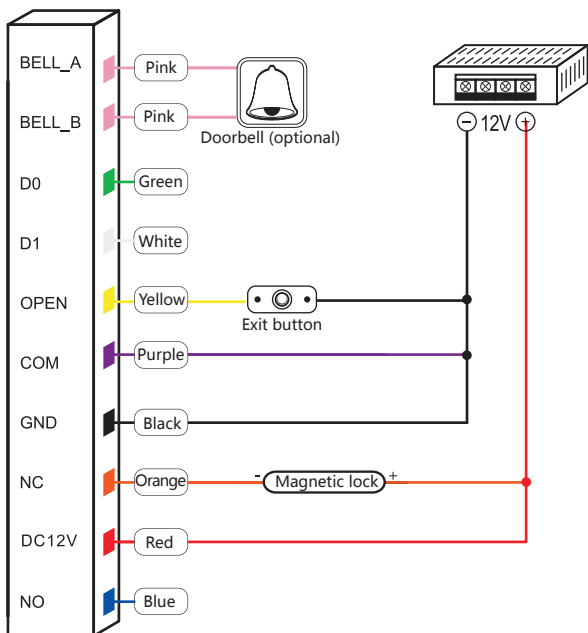 BELL_A Pink
BELL_B Pink
Doorbell (optional)
- 12V +
D0 Green
D1 White
OPEN Yellow
Exit button
COM Purple
GND Black
NC Orange - Magnetic lock +
DC12V Red
NO Blue